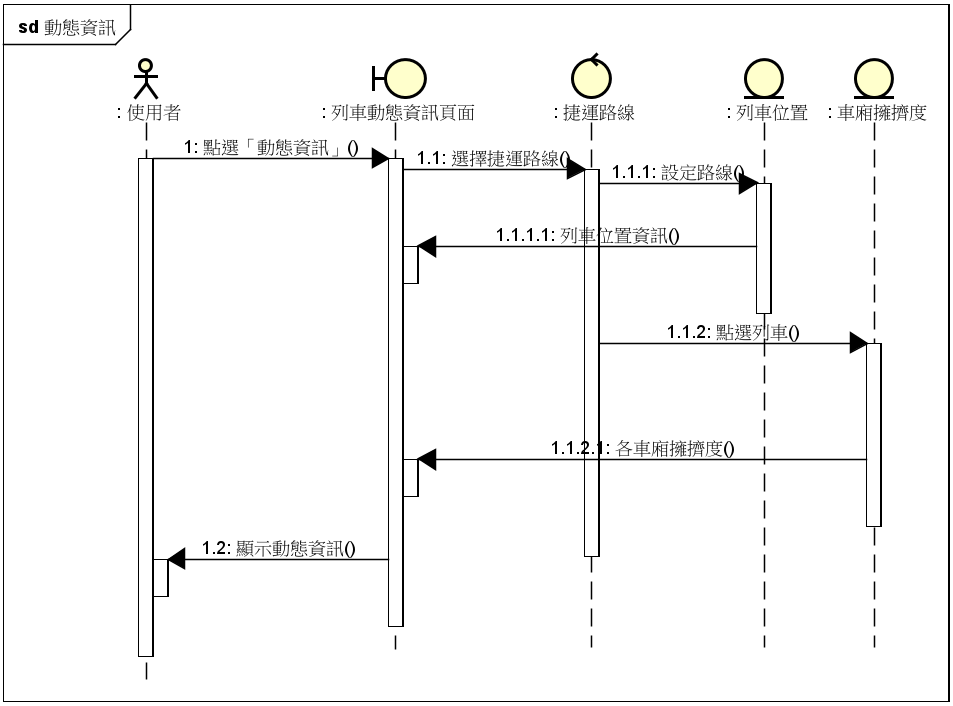 sd 動態資訊
: 使用者
: 列車動態資訊頁面
: 捷運路線
: 列車位置
: 車廂擁擠度
1: 點選「動態資訊」()
1.1: 選擇捷運路線()
1.1.1: 設定路線()
1.1.1.1: 列車位置資訊()
1.1.2: 點選列車()
1.1.2.1: 各車廂擁擠度()
1.2: 顯示動態資訊()